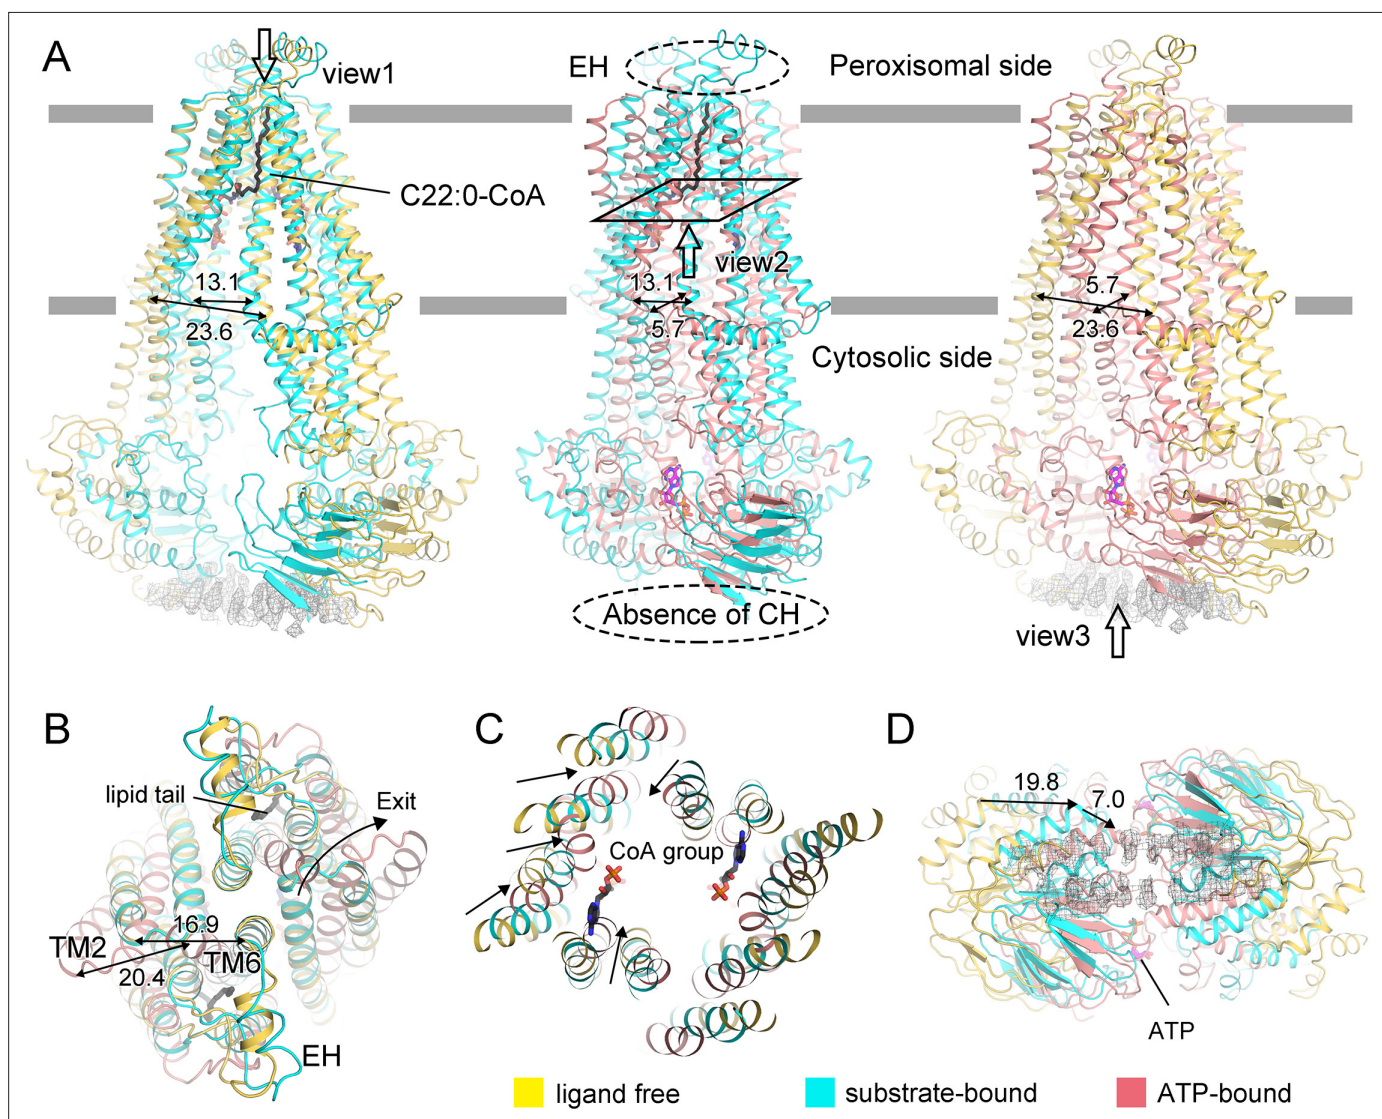 A
view1
EH
Peroxisomal side
C22:0-CoA
view2
13.1
23.6
13.1
5.7
5.7
23.6
Cytosolic side
Absence of CH
view3
B
lipid tail
Exit
16.9
TM2
TM6
20.4
EH
C
CoA group
D
19.8
7.0
ATP
ligand free
substrate-bound
ATP-bound